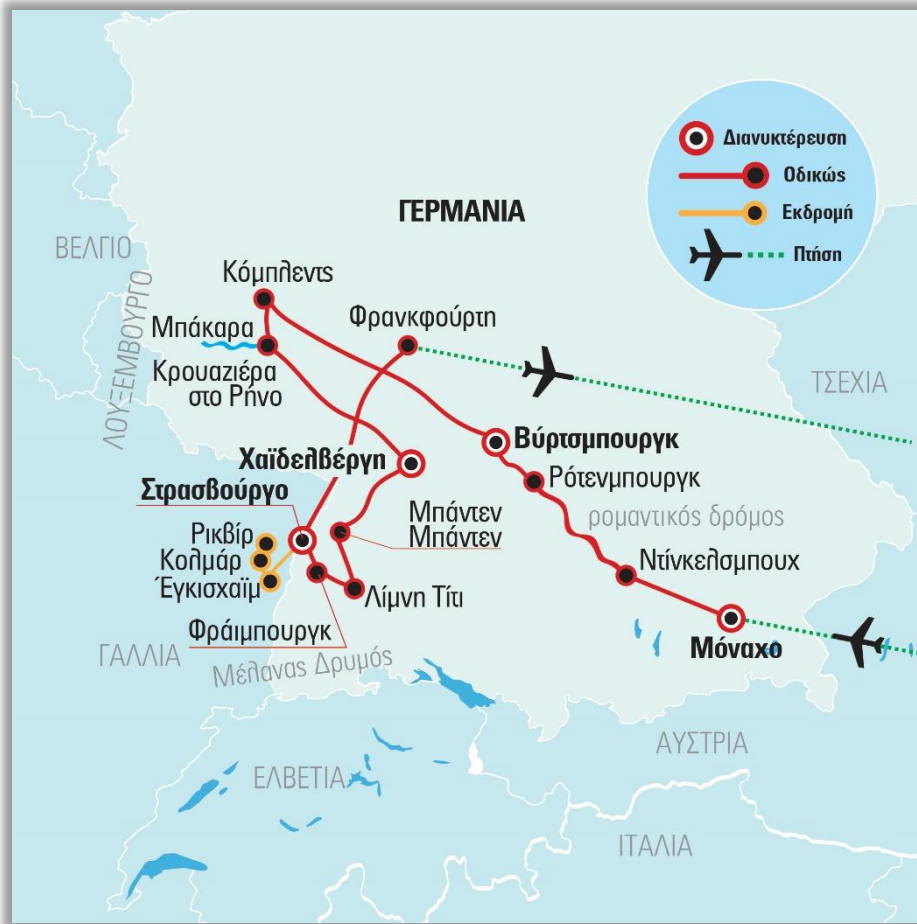 Διανυκτέρευση
Οδικώς
Εκδρομή
Πτήση
ΓΕΡΜΑΝΙΑ
ΒΕΛΓΙΟ
ΛΟΥΞΕΜΒΟΥΡΓΟ
Κόμπλεντς
Μπάκαρα
Κρουαζιέρα
στο Ρήνο
Φρανκφούρτη
ΤΣΕΧΙΑ
Βύρτσμπουργκ
Χαϊδελβέργη
Ρότενμπουργκ
Στρασβούργο
Μπάντεν
Μπάντεν
ρομαντικός δρόμος
Ρικβίρ
Κολμάρ
Έγκισχαϊμ
Ντίνκελσμπουχ
Λίμνη Τίτι
Φράιμπουργκ
Μόναχο
ΓΑΛΛΙΑ
Μέλανας Δρυμός
ΑΥΣΤΡΙΑ
ΕΛΒΕΤΙΑ
ΙΤΑΛΙΑ